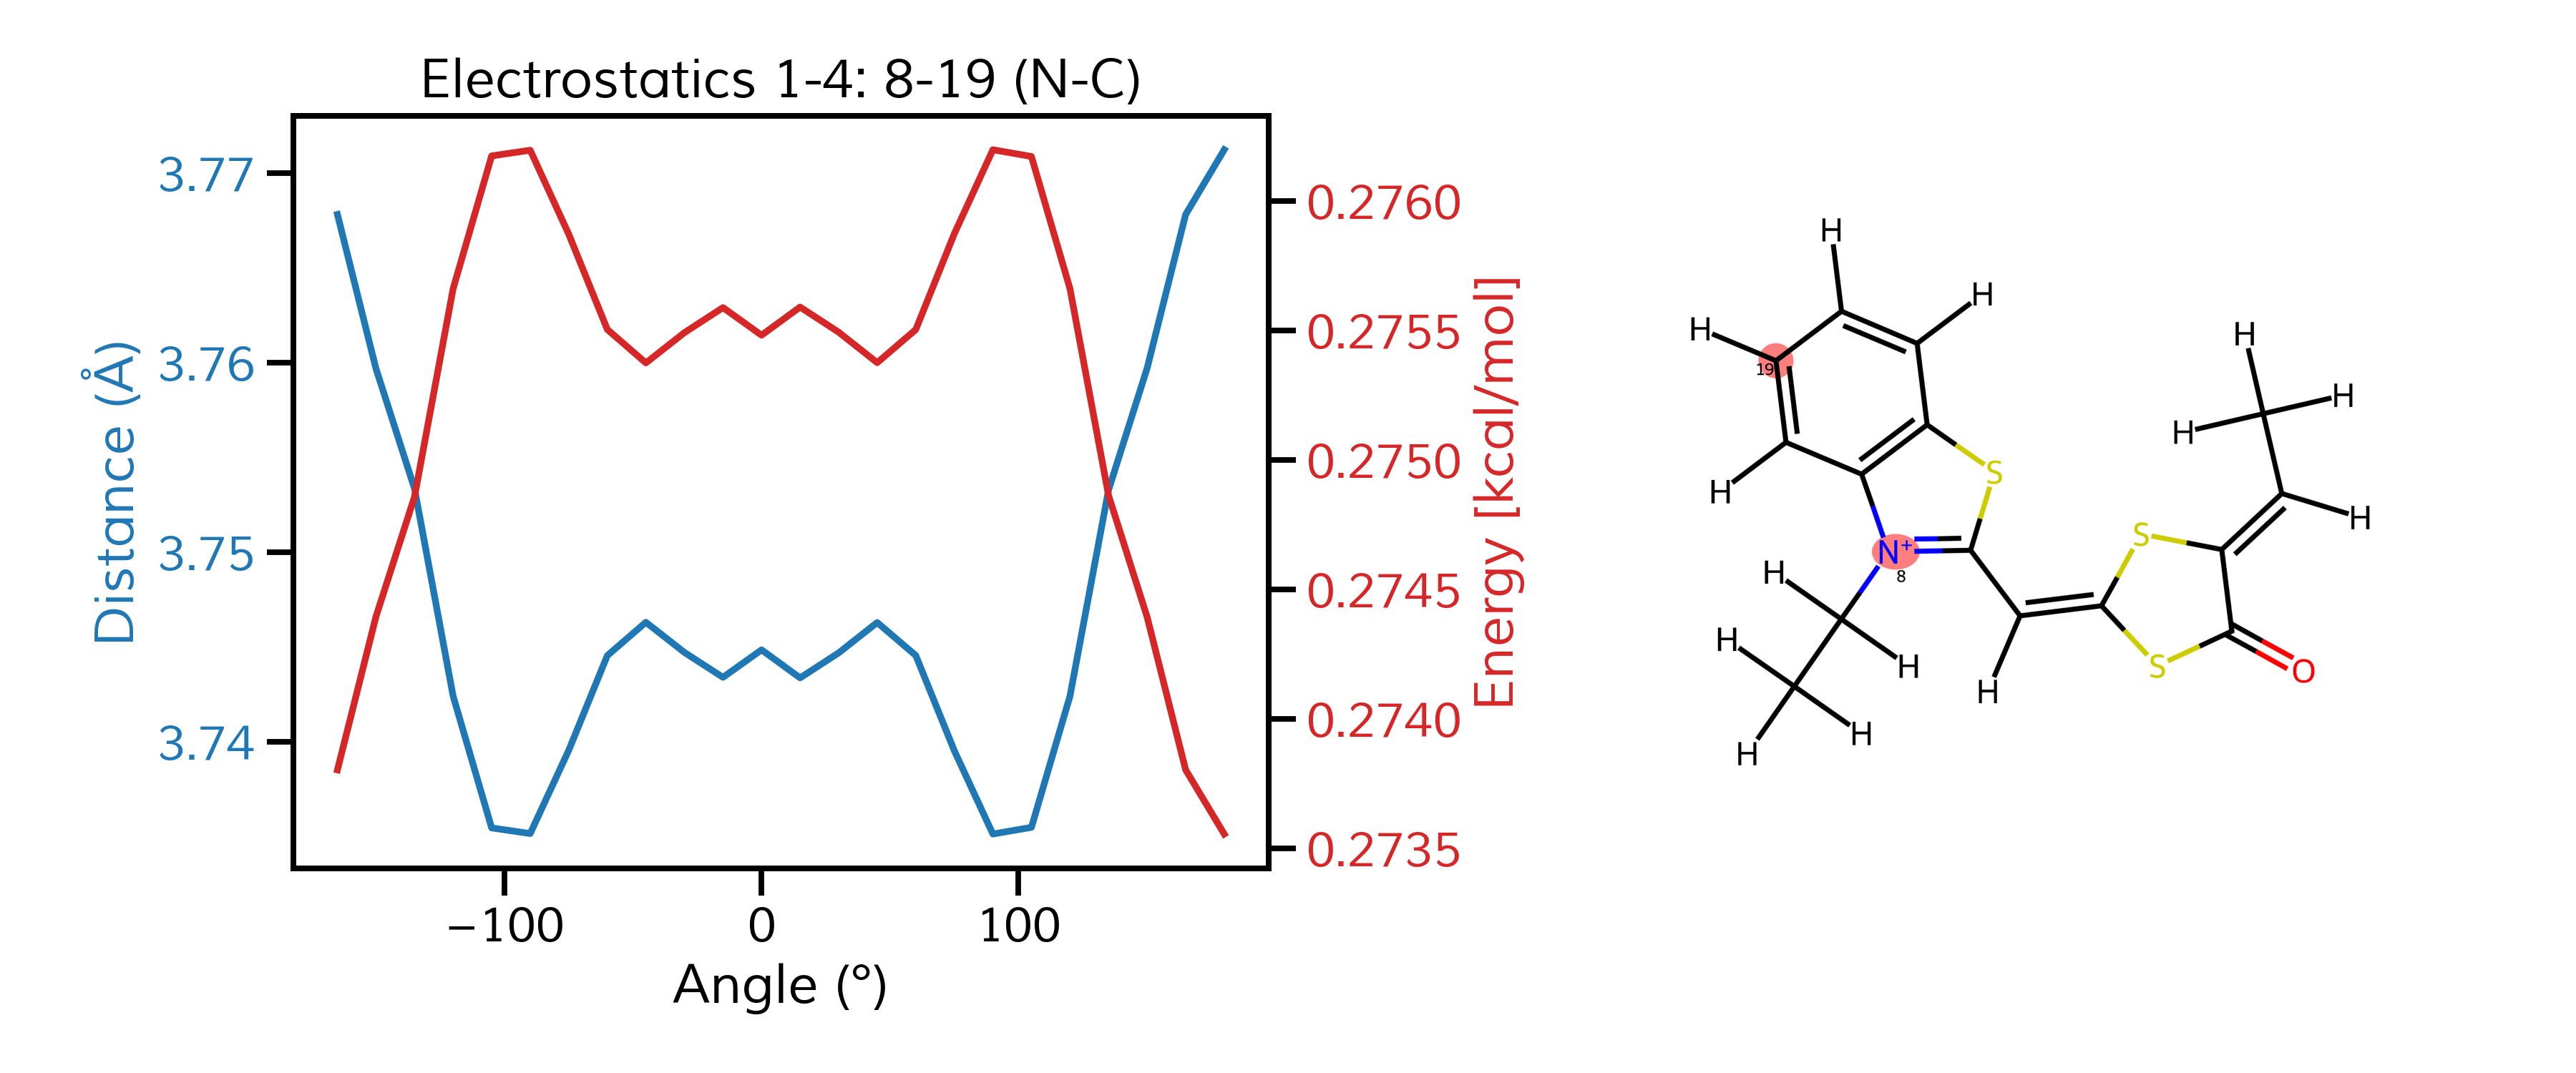 Electrostatics 1-4: 8-19 (N-C)
Distance (Å)
3.77
3.76
3.75
3.74
0.2760
0.2755
0.2750
0.2745
0.2740
0.2735
Energy [kcal/mol]
−100 0 100
Angle (°)
H
H
H
H
19
H
H
H
S
H
H
S
N+
8
H
H
H
S
O
H
H
H